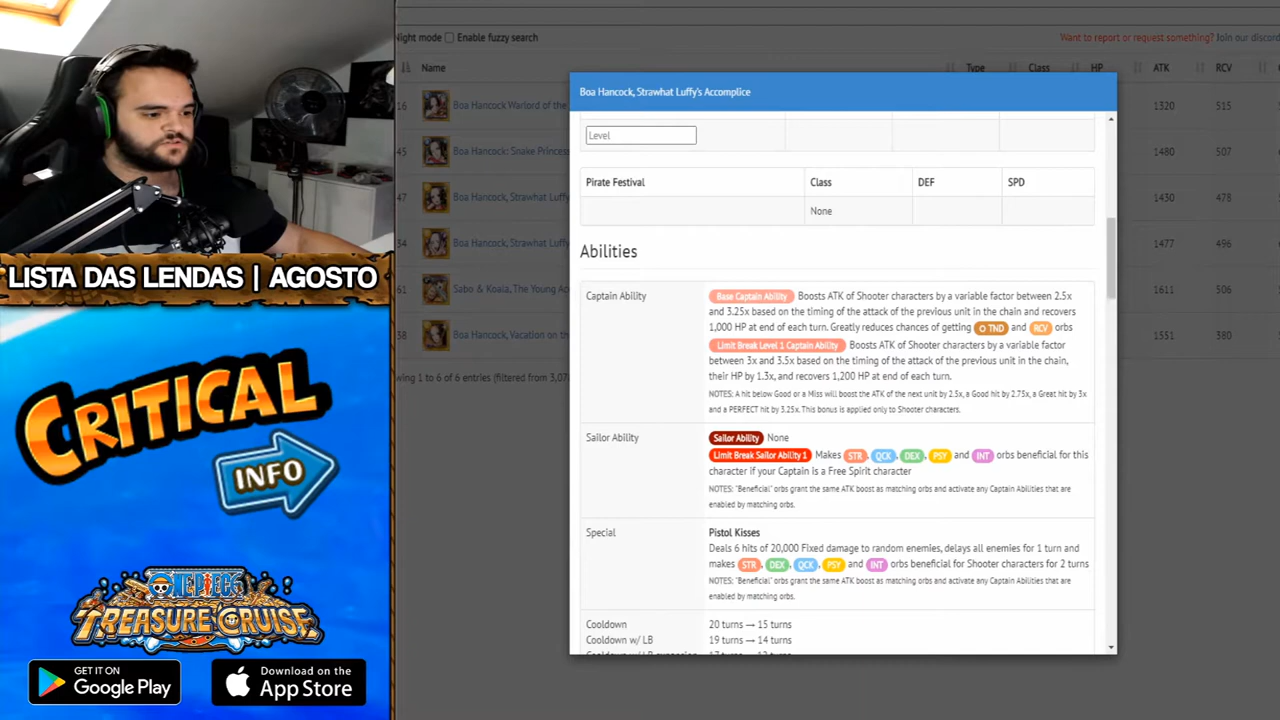 Night mode Enable fuzzy search
Want to report or request something? Join our discord
Name Type Class HP ATK RCV
16 Boa Hancock Warlord of the 1320 515
45 Boa Hancock: Snake Princess 1480 507
47 Boa Hancock, Strawhat Luffy' 1430 478
34 Boa Hancock, Strawhat Luffy' 1477 496
61 Sabo & Koala, The Young 1611 506
38 Boa Hancock, Vacation on 1551 380
wing 1 to 6 of 6 entries (filtered from 3,07
Boa Hancock, Strawhat Luffy's Accomplice
Level
Pirate Festival Class DEF SPD
None
Abilities
Captain Ability
Base Captain Ability Boosts ATK of Shooter characters by a variable factor between 2.5x
and 3.25x based on the timing of the attack of the previous unit in the chain and recovers
1,000 HP at end of each turn. Greatly reduces chances of getting O TND and RCV orbs
Limit Break Level 1 Captain Ability Boosts ATK of Shooter characters by a variable factor
between 3x and 3.5x based on the timing of the attack of the previous unit in the chain,
their HP by 1.3x, and recovers 1,200 HP at end of each turn.
NOTES: A hit below Good or a Miss will boost the ATK of the next unit by 2.5x, a Good hit by 2.75x, a Great hit by 3x
and a PERFECT hit by 3.25x. This bonus is applied only to Shooter characters.
Sailor Ability
Sailor Ability None
Limit Break Sailor Ability 1 Makes STR, QCK, DEX, PSY and INT orbs beneficial for this
character if your Captain is a Free Spirit character
NOTES: "Beneficial" orbs grant the same ATK boost as matching orbs and activate any Captain Abilities that are
enabled by matching orbs.
Special
Pistol Kisses
Deals 6 hits of 20,000 Fixed damage to random enemies, delays all enemies for 1 turn and
makes STR, DEX, QCK, PSY and INT orbs beneficial for Shooter characters for 2 turns
NOTES: "Beneficial" orbs grant the same ATK boost as matching orbs and activate any Captain Abilities that are
enabled by matching orbs.
Cooldown 20 turns → 15 turns
Cooldown w/ LB 19 turns → 14 turns
LISTA DAS LENDAS | AGOSTO
CRITICAL
INFO
ONE PIECE
TREASURE CRUISE
GET IT ON
Google Play
Download on the
App Store